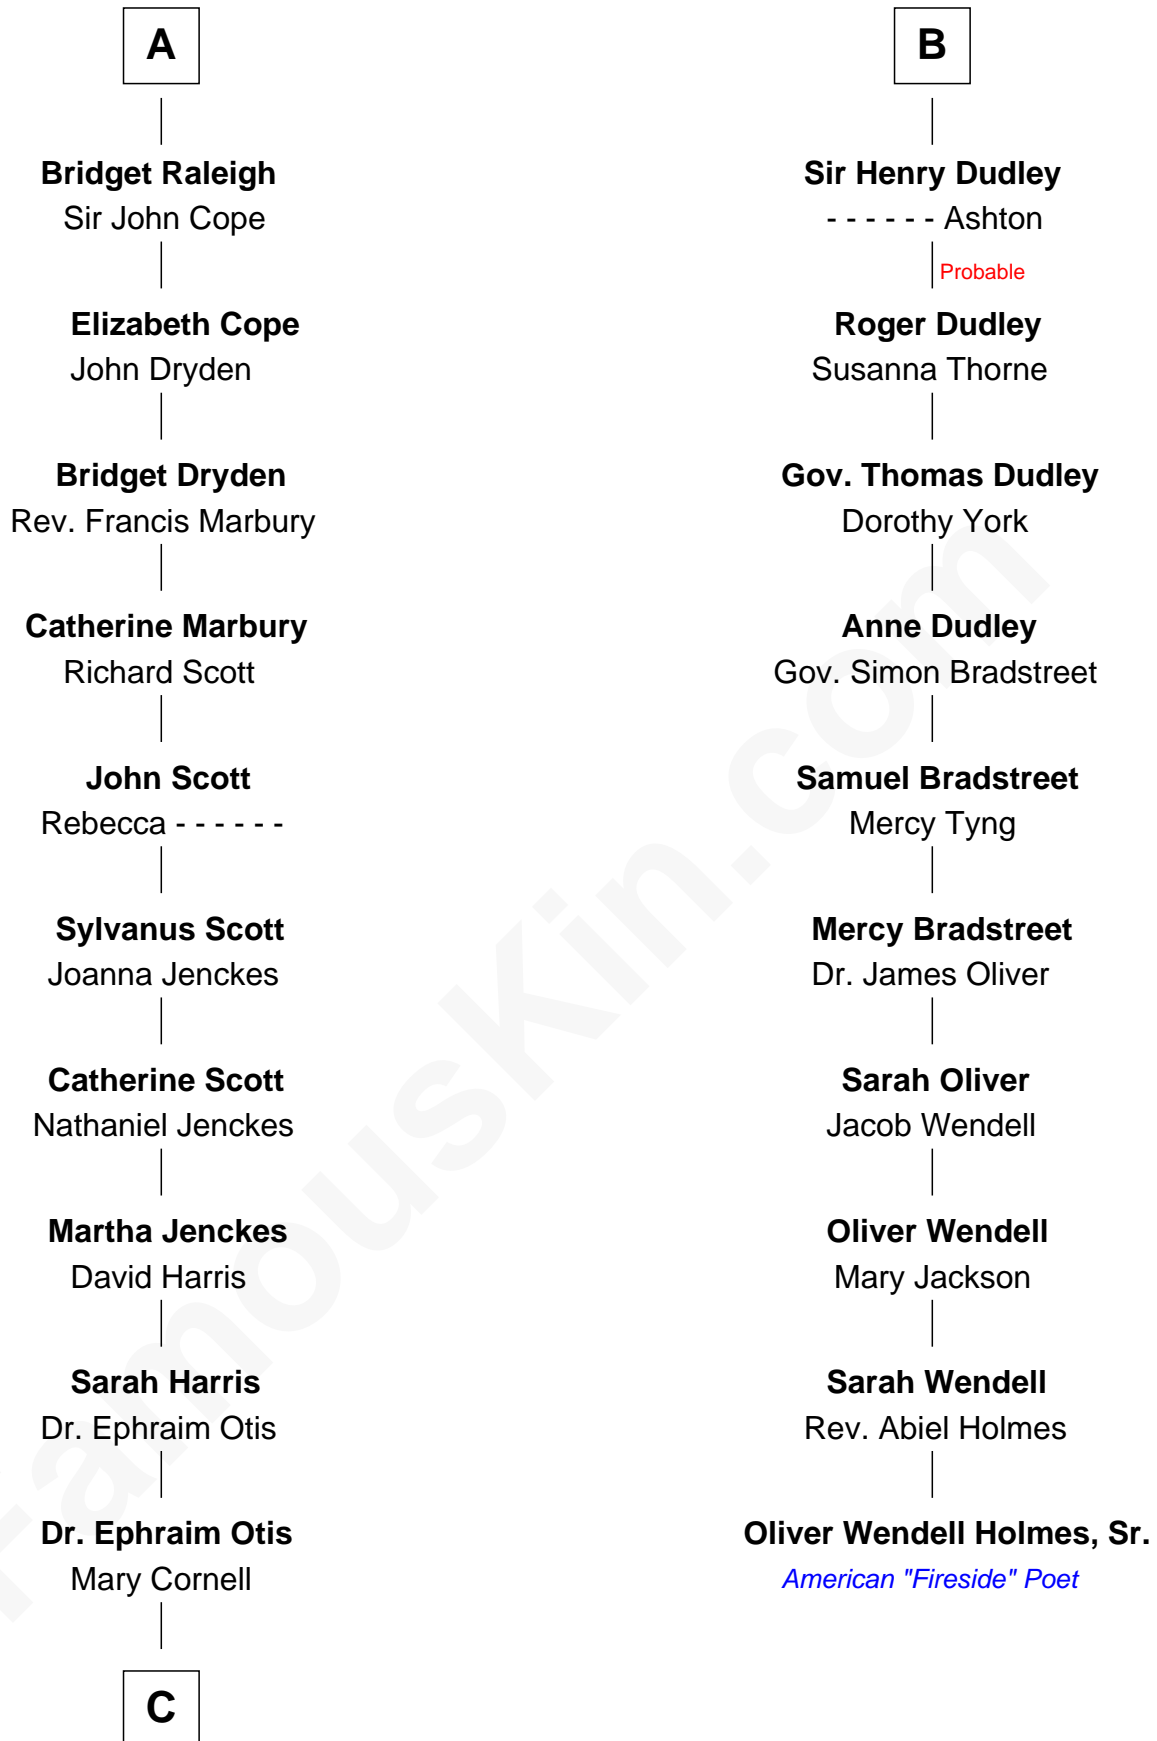 A
Bridget Raleigh
Sir John Cope
Elizabeth Cope
John Dryden
Bridget Dryden
Rev. Francis Marbury
Catherine Marbury
Richard Scott
John Scott
Rebecca - - - - - -
Sylvanus Scott
Joanna Jenckes
Catherine Scott
Nathaniel Jenckes
Martha Jenckes
David Harris
Sarah Harris
Dr. Ephraim Otis
Dr. Ephraim Otis
Mary Cornell
C
B
Sir Henry Dudley
- - - - - - Ashton
Probable
Roger Dudley
Susanna Thorne
Gov. Thomas Dudley
Dorothy York
Anne Dudley
Gov. Simon Bradstreet
Samuel Bradstreet
Mercy Tyng
Mercy Bradstreet
Dr. James Oliver
Sarah Oliver
Jacob Wendell
Oliver Wendell
Mary Jackson
Sarah Wendell
Rev. Abiel Holmes
Oliver Wendell Holmes, Sr.
American "Fireside" Poet
FamousKin.com